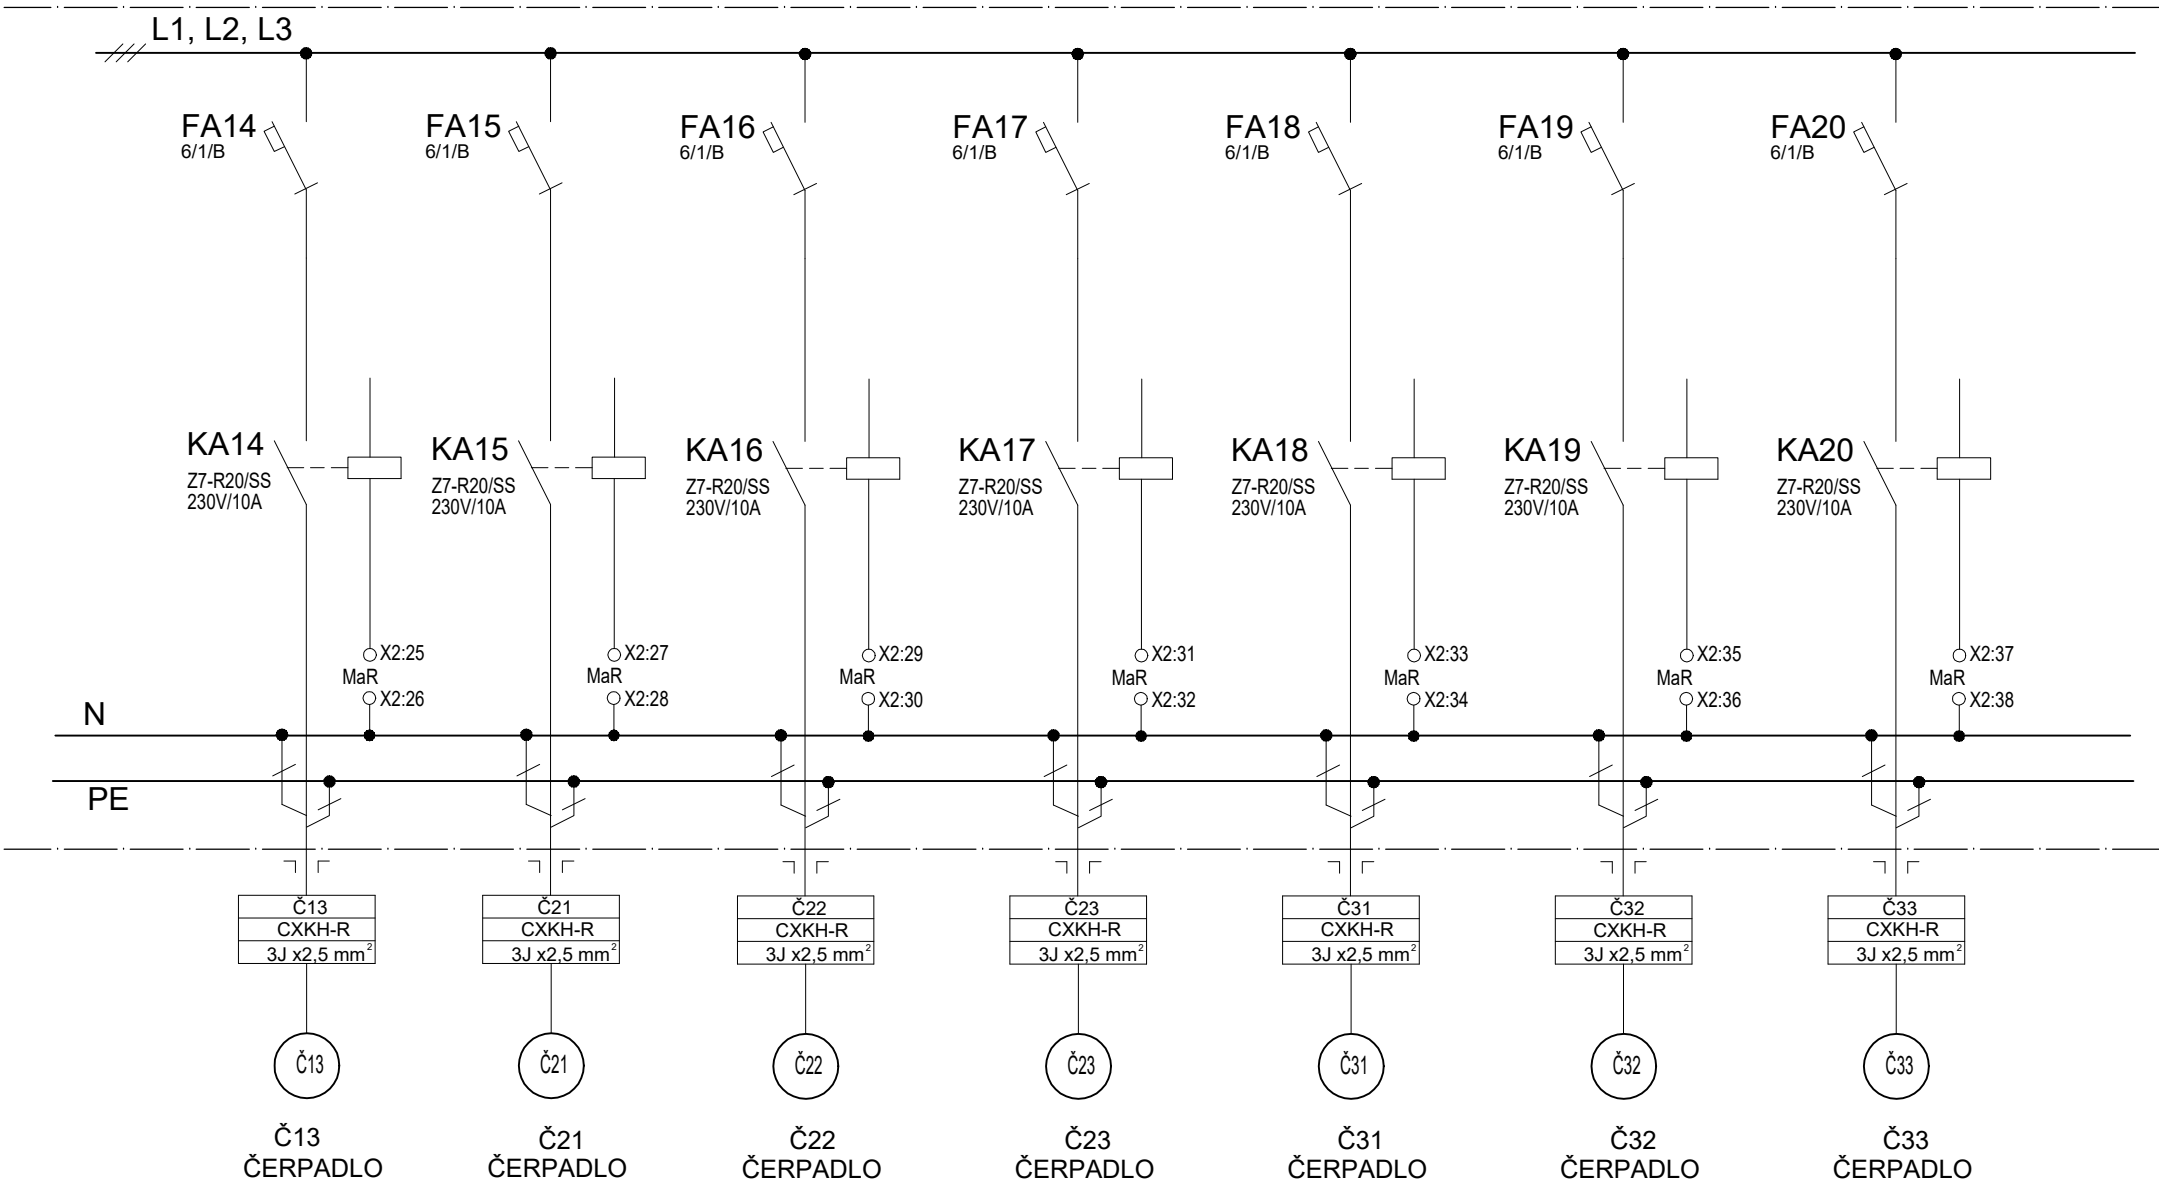 L1, L2, L3
FA14
6/1/B
FA15
6/1/B
FA16
6/1/B
FA17
6/1/B
FA18
6/1/B
FA19
6/1/B
FA20
6/1/B
KA14
Z7-R20/SS
230V/10A
KA15
Z7-R20/SS
230V/10A
KA16
Z7-R20/SS
230V/10A
KA17
Z7-R20/SS
230V/10A
KA18
Z7-R20/SS
230V/10A
KA19
Z7-R20/SS
230V/10A
KA20
Z7-R20/SS
230V/10A
X2:25
MaR
X2:26
X2:27
MaR
X2:28
X2:29
MaR
X2:30
X2:31
MaR
X2:32
X2:33
MaR
X2:34
X2:35
MaR
X2:36
X2:37
MaR
X2:38
N
PE
Č13
CXKH-R
3J x2,5 mm²
Č21
CXKH-R
3J x2,5 mm²
Č22
CXKH-R
3J x2,5 mm²
Č23
CXKH-R
3J x2,5 mm²
Č31
CXKH-R
3J x2,5 mm²
Č32
CXKH-R
3J x2,5 mm²
Č33
CXKH-R
3J x2,5 mm²
Č13
Č21
Č22
Č23
Č31
Č32
Č33
Č13
ČERPADLO
Č21
ČERPADLO
Č22
ČERPADLO
Č23
ČERPADLO
Č31
ČERPADLO
Č32
ČERPADLO
Č33
ČERPADLO